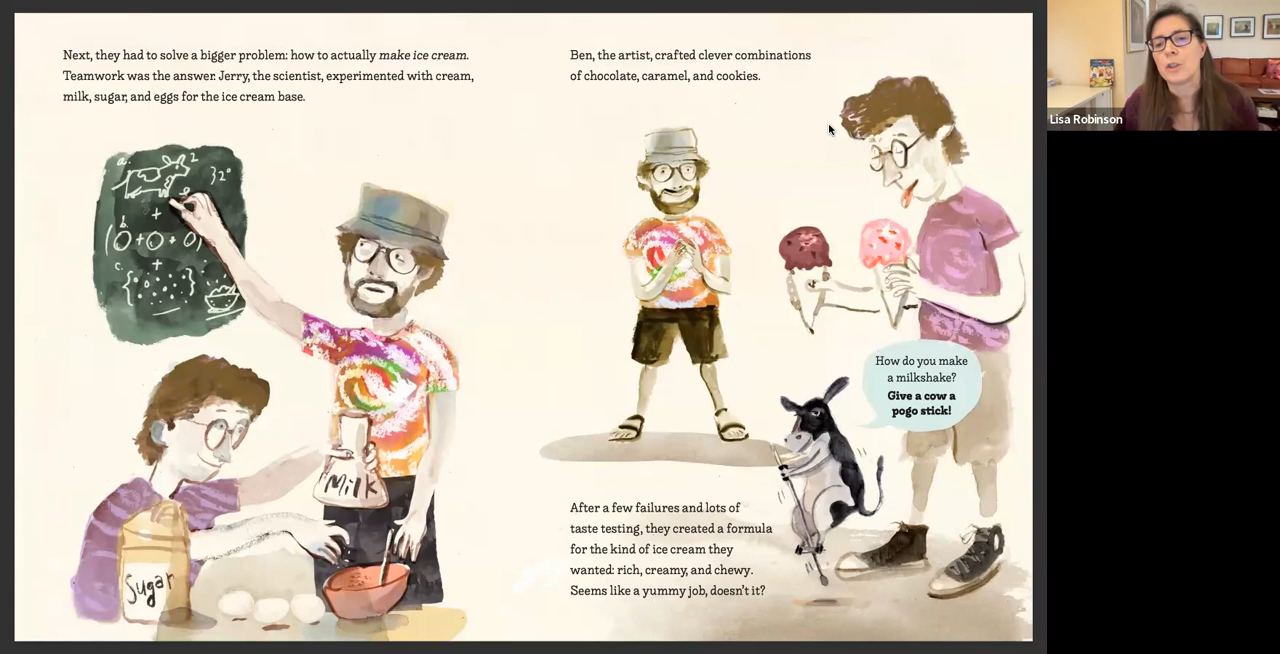 Next, they had to solve a bigger problem: how to actually make ice cream.
Teamwork was the answer. Jerry, the scientist, experimented with cream,
milk, sugar, and eggs for the ice cream base.
Ben, the artist, crafted clever combinations
of chocolate, caramel, and cookies.
Lisa Robinson
a. 2
}2°
+
b.
(O+O+O)
c. +
Milk
Sugar
How do you make
a milkshake?
Give a cow a
pogo stick!
After a few failures and lots of
taste testing, they created a formula
for the kind of ice cream they
wanted: rich, creamy, and chewy.
Seems like a yummy job, doesn't it?